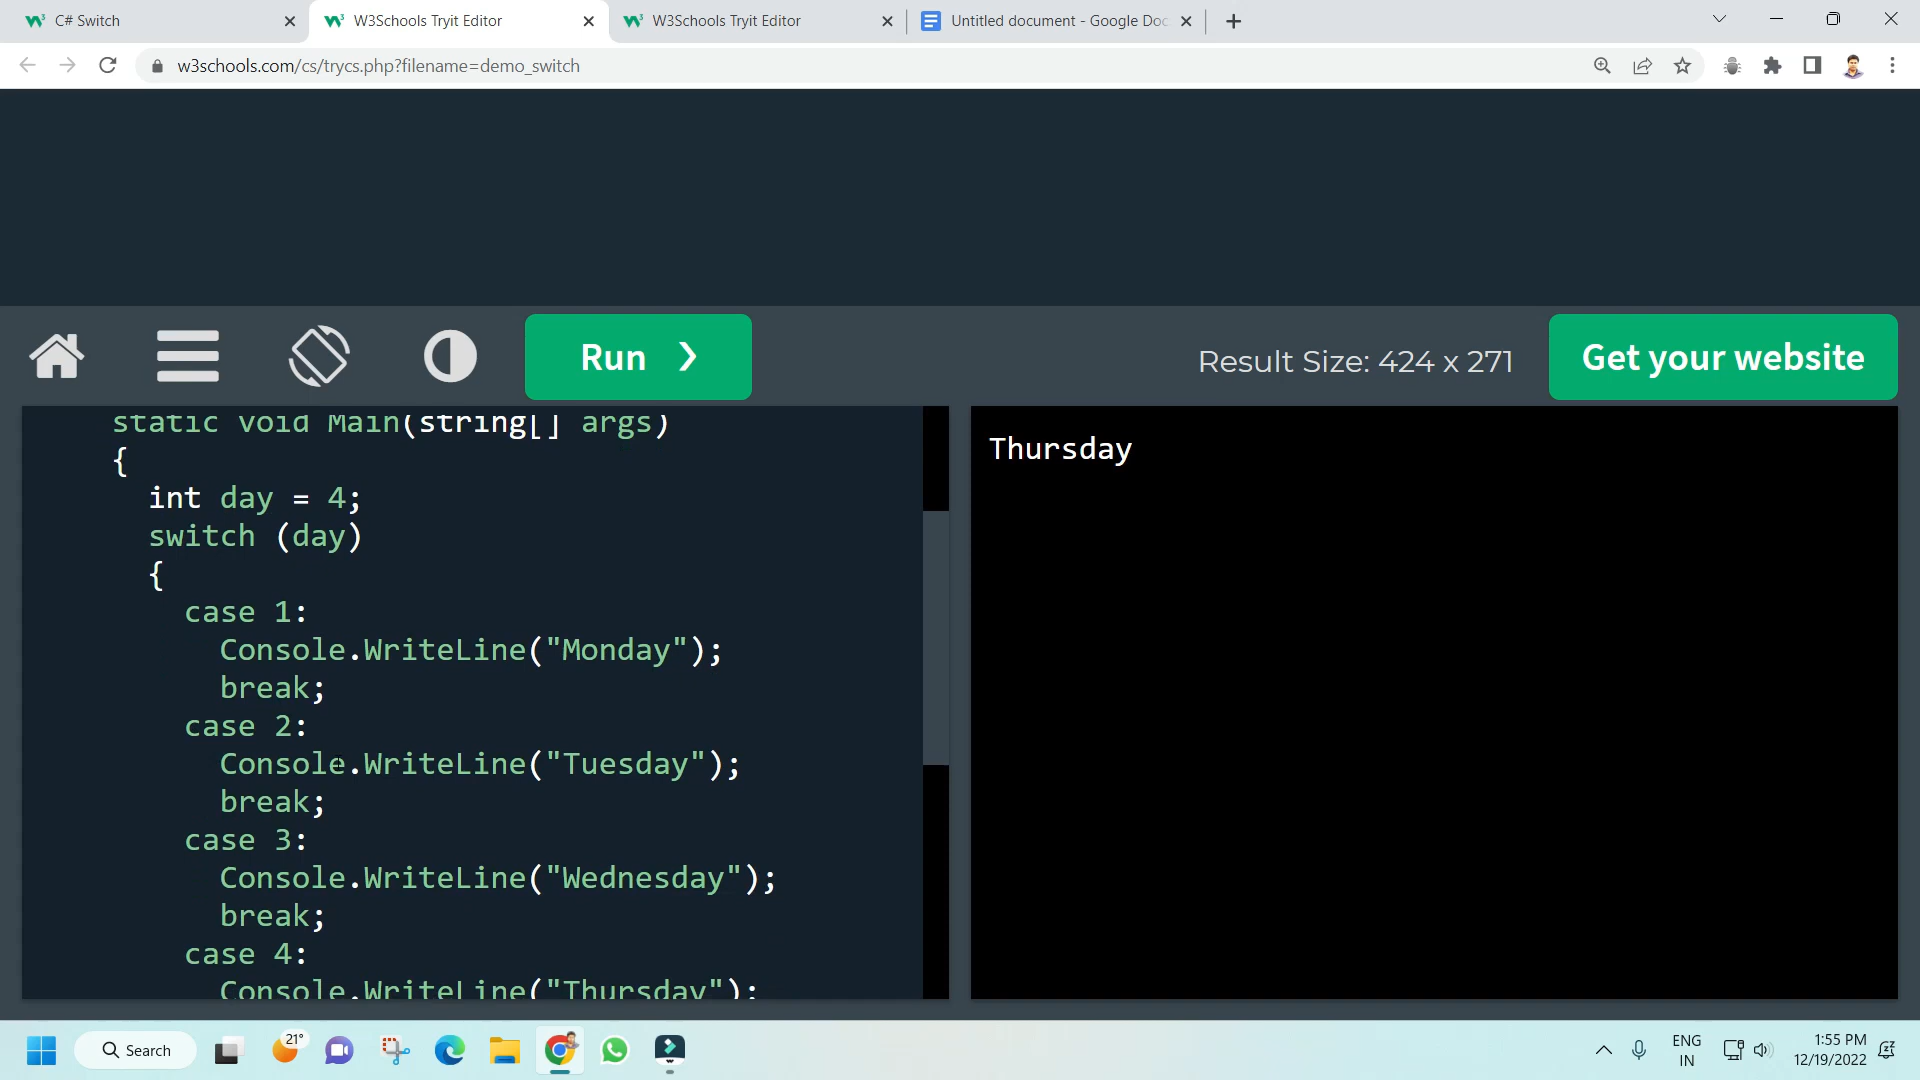 C# Switch
W3Schools Tryit Editor
W3Schools Tryit Editor
Untitled document - Google Doc
w3schools.com/cs/trycs.php?filename=demo_switch
Run ❯
Result Size: 424 x 271
Get your website
static void Main(string[] args)
{
int day = 4;
switch (day)
{
case 1:
Console.WriteLine("Monday");
break;
case 2:
Console.WriteLine("Tuesday");
break;
case 3:
Console.WriteLine("Wednesday");
break;
case 4:
Console.WriteLine("Thursday");
Thursday
21°
Search
ENG
IN
1:55 PM
12/19/2022